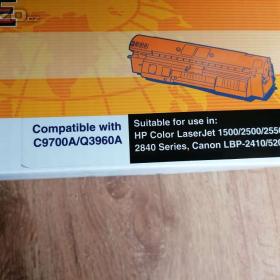 Compatible with
C9700A/Q3960A
Suitable for use in:
HP Color LaserJet 1500/2500/2550
2840 Series, Canon LBP-2410/520